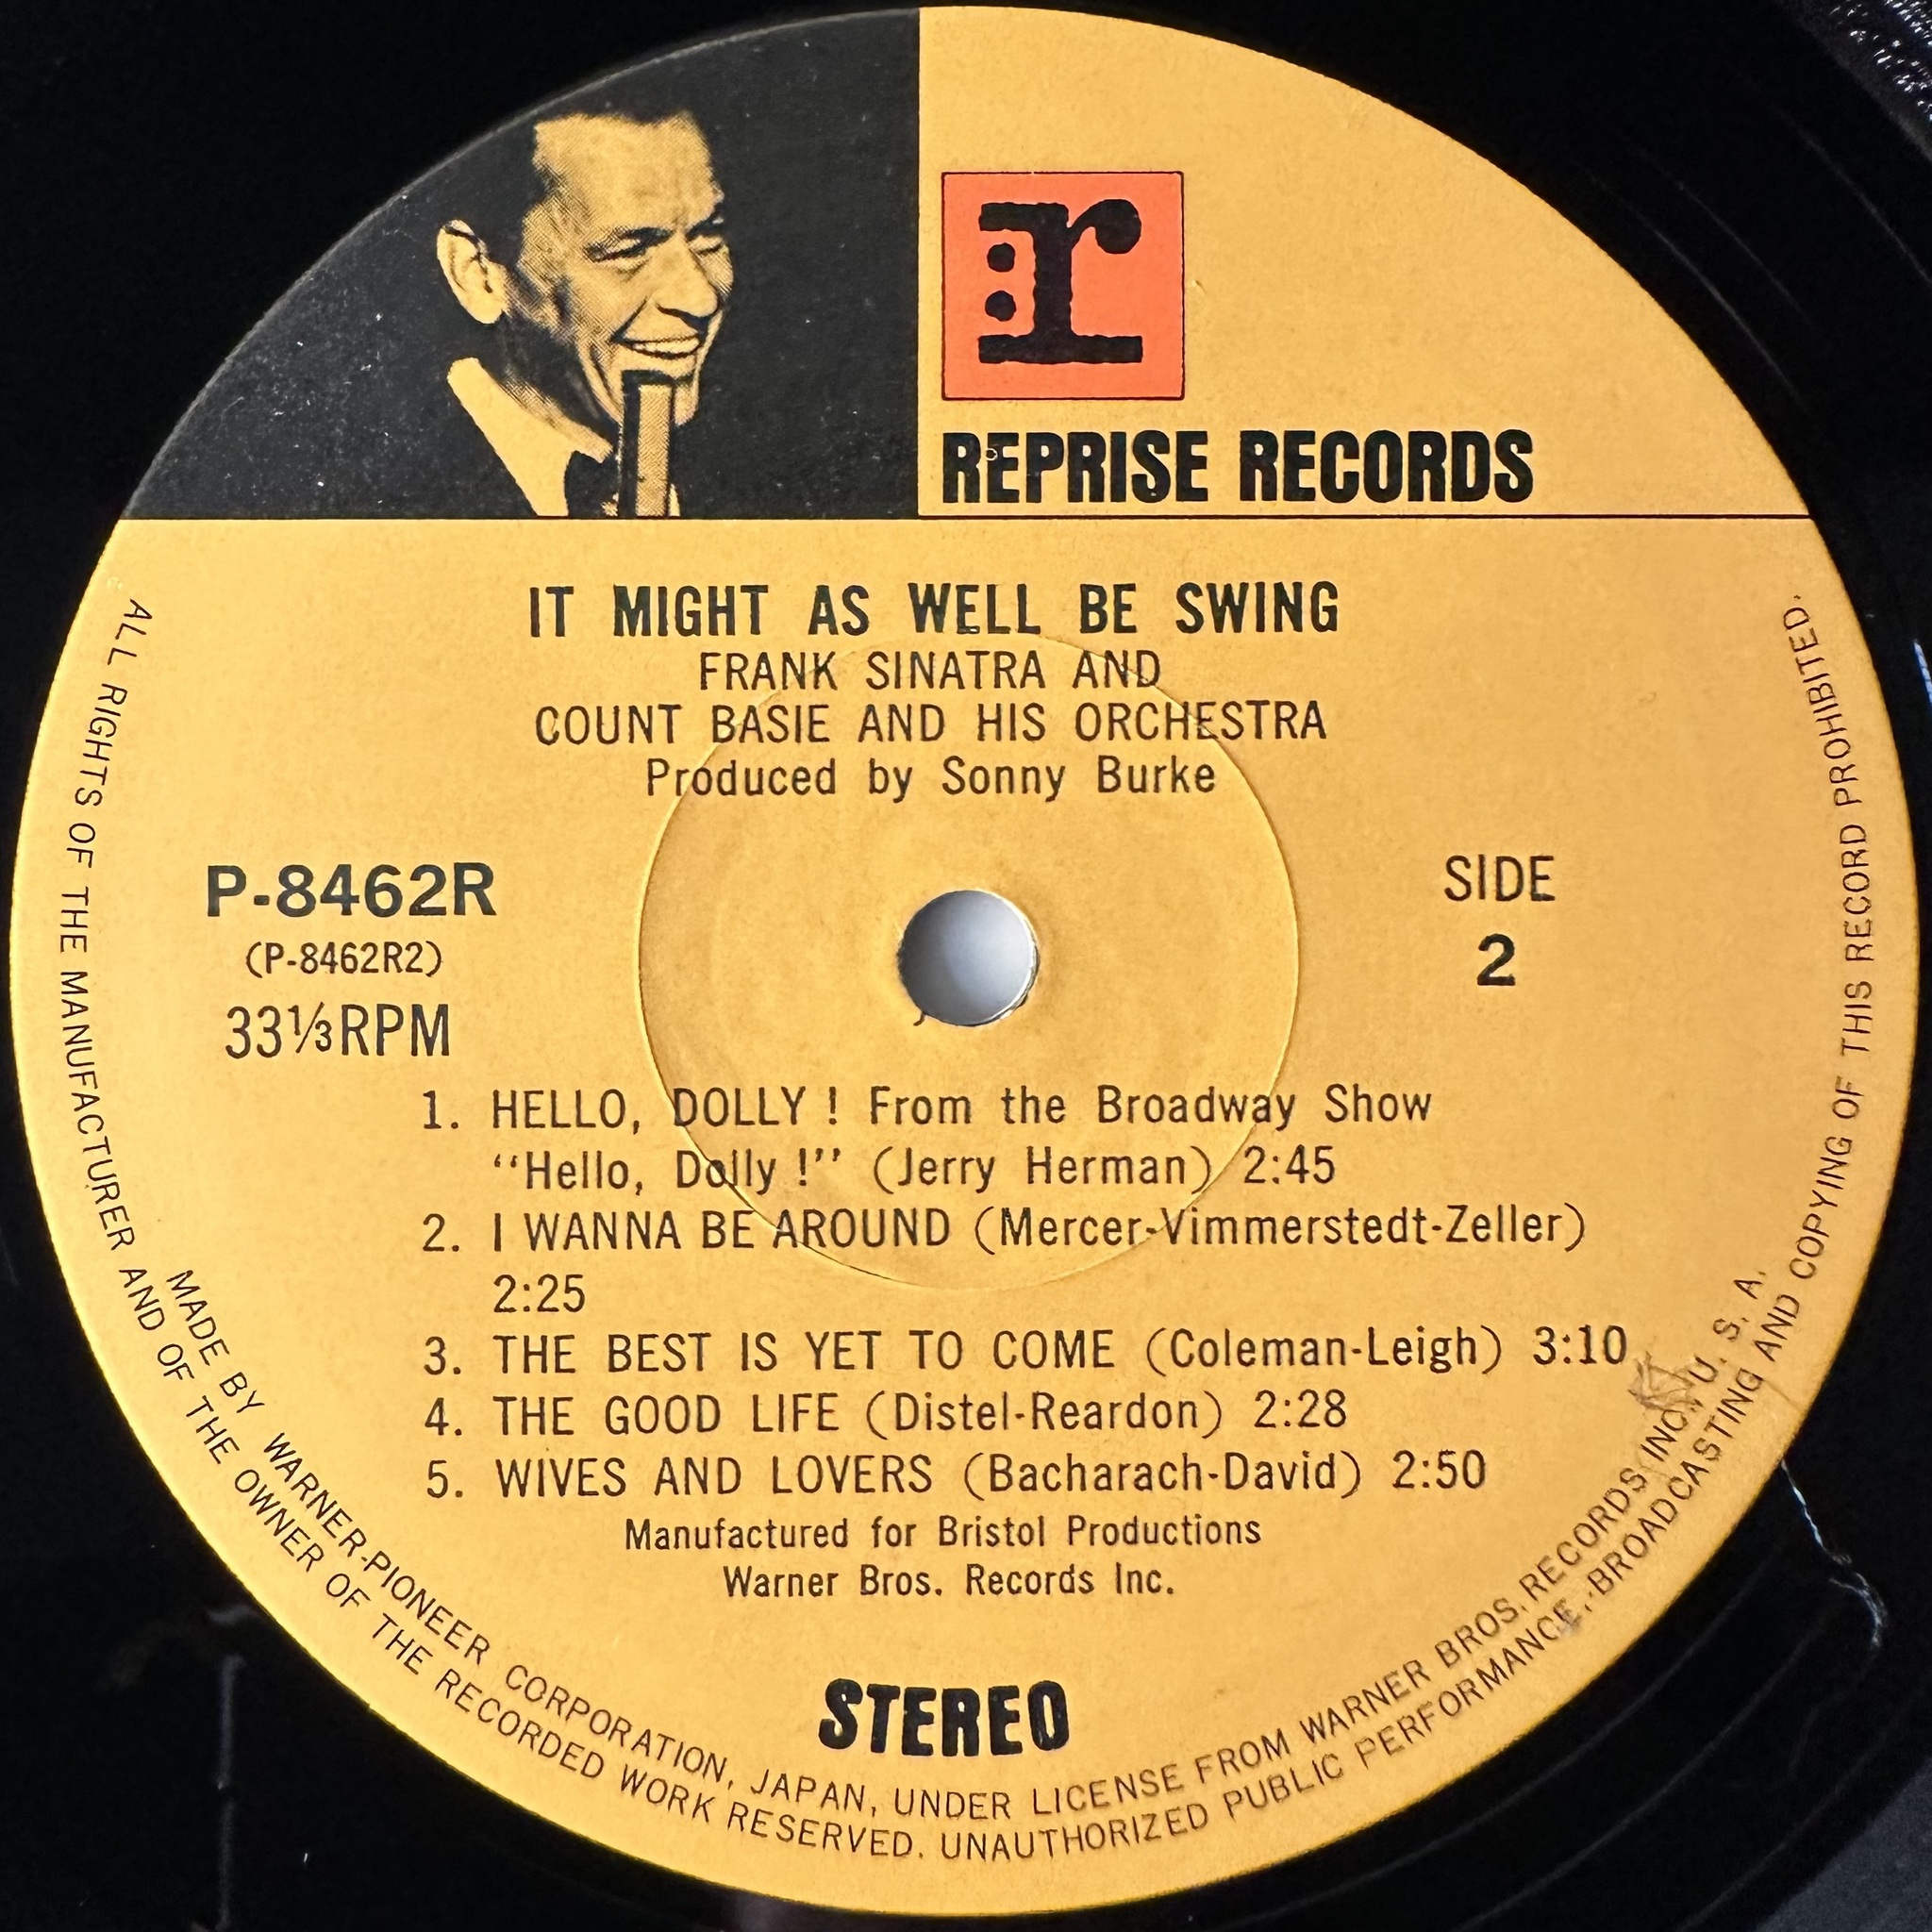 r
REPRISE RECORDS
IT MIGHT AS WELL BE SWING
FRANK SINATRA AND
COUNT BASIE AND HIS ORCHESTRA
Produced by Sonny Burke
P-8462R
(P-8462R2)
33⅓RPM
SIDE
2
1. HELLO, DOLLY! From the Broadway Show
“Hello, Dolly!” (Jerry Herman) 2:45
2. I WANNA BE AROUND (Mercer-Vimmerstedt-Zeller)
2:25
3. THE BEST IS YET TO COME (Coleman-Leigh) 3:10
4. THE GOOD LIFE (Distel-Reardon) 2:28
5. WIVES AND LOVERS (Bacharach-David) 2:50
Manufactured for Bristol Productions
Warner Bros. Records Inc.
STEREO
MADE BY WARNER-PIONEER CORPORATION, JAPAN, UNDER LICENSE FROM WARNER BROS. RECORDS INC., U. S. A.
ALL RIGHTS OF THE MANUFACTURER AND OF THE OWNER OF THE RECORDED WORK RESERVED. UNAUTHORIZED PUBLIC PERFORMANCE, BROADCASTING AND COPYING OF THIS RECORD PROHIBITED.